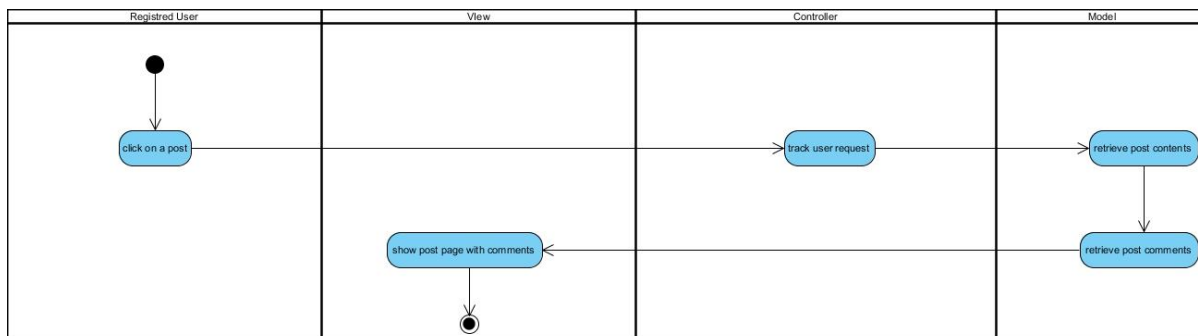 Registred User
VIew
Controller
Model
click on a post
track user request
retrieve post contents
show post page with comments
retrieve post comments